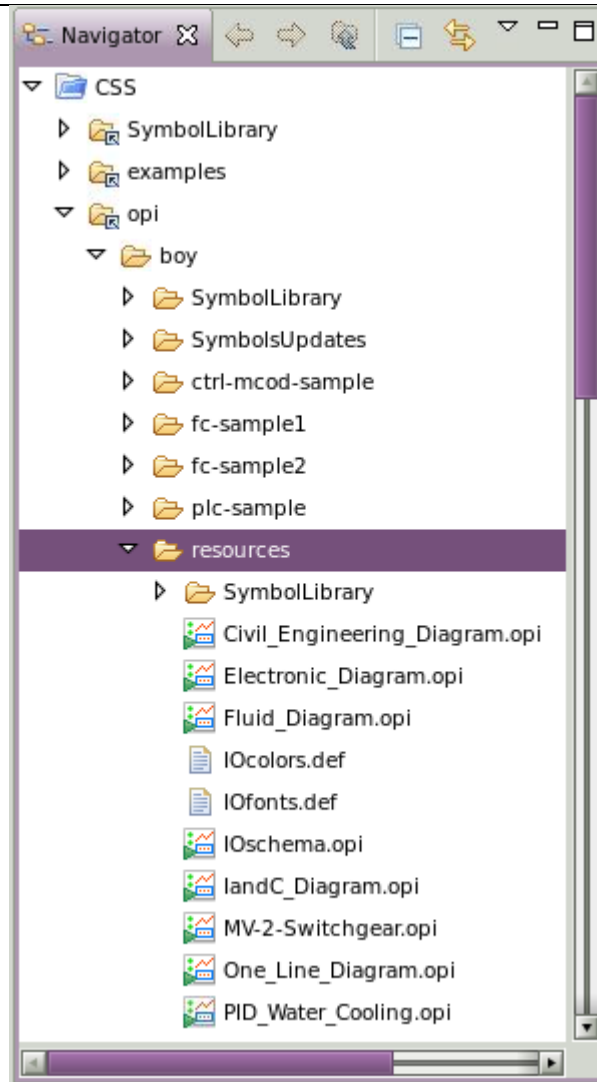 Navigator
CSS
SymbolLibrary
examples
opi
boy
SymbolLibrary
SymbolsUpdates
ctrl-mcod-sample
fc-sample1
fc-sample2
plc-sample
resources
SymbolLibrary
Civil_Engineering_Diagram.opi
Electronic_Diagram.opi
Fluid_Diagram.opi
IOcolors.def
IOfonts.def
IOschema.opi
IandC_Diagram.opi
MV-2-Switchgear.opi
One_Line_Diagram.opi
PID_Water_Cooling.opi